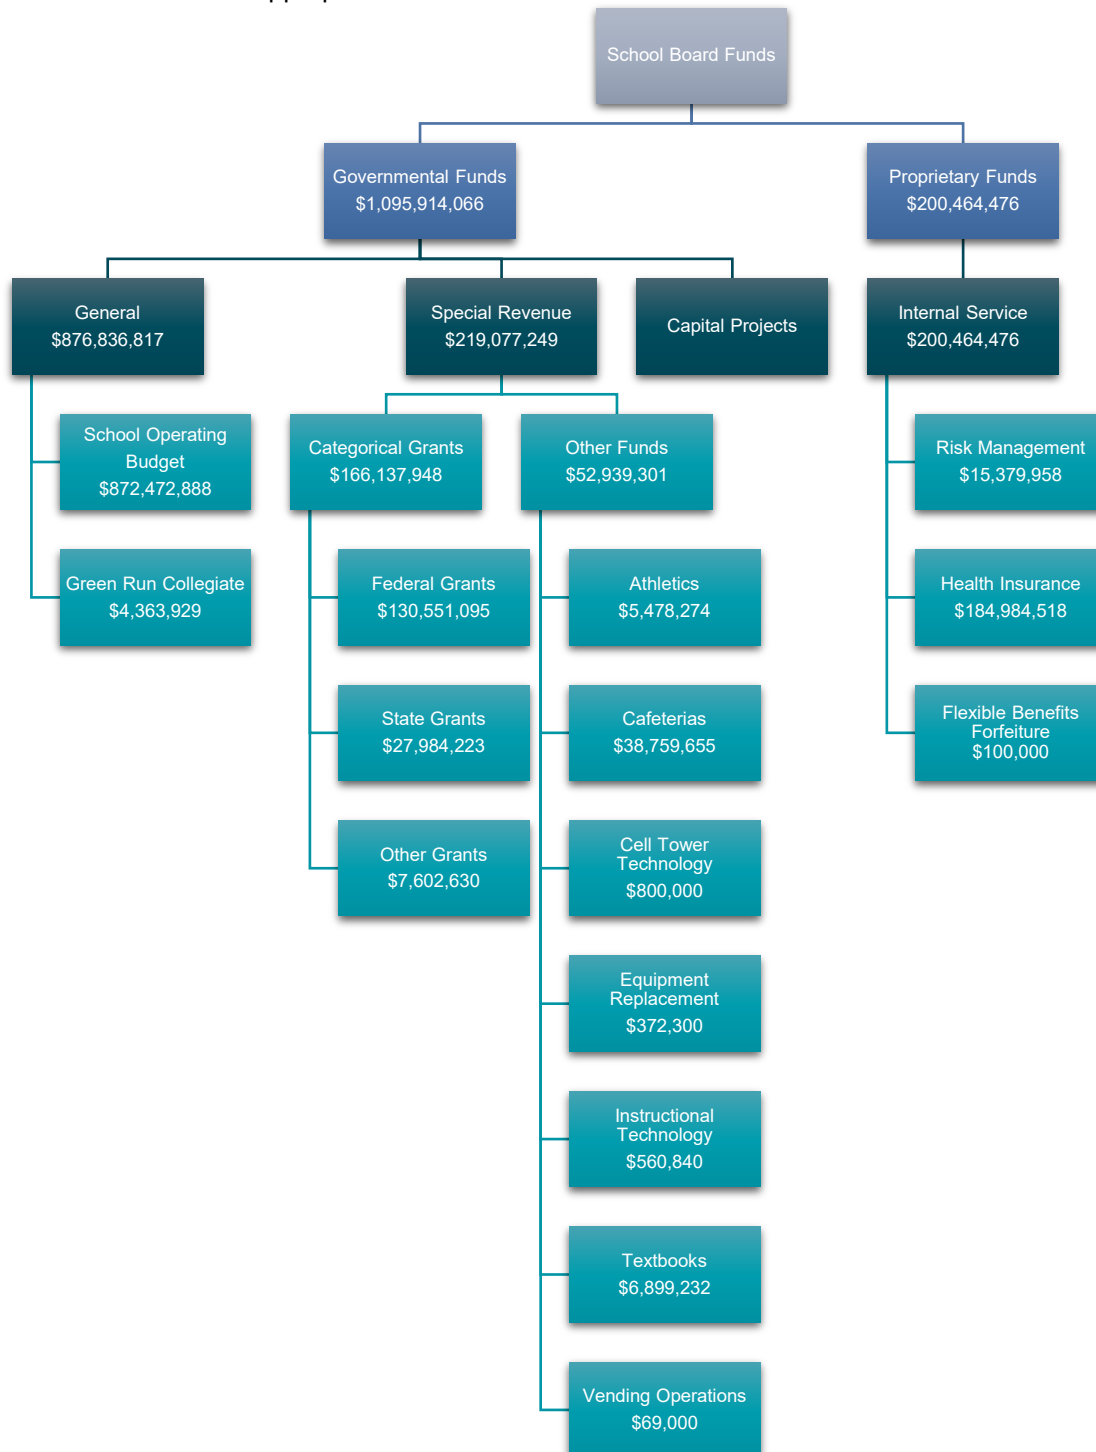 School Board Funds
Governmental Funds
$1,095,914,066
Proprietary Funds
$200,464,476
General
$876,836,817
Special Revenue
$219,077,249
Capital Projects
Internal Service
$200,464,476
School Operating
Budget
$872,472,888
Categorical Grants
$166,137,948
Other Funds
$52,939,301
Risk Management
$15,379,958
Green Run Collegiate
$4,363,929
Federal Grants
$130,551,095
Athletics
$5,478,274
Health Insurance
$184,984,518
State Grants
$27,984,223
Cafeterias
$38,759,655
Flexible Benefits
Forfeiture
$100,000
Other Grants
$7,602,630
Cell Tower
Technology
$800,000
Equipment
Replacement
$372,300
Instructional
Technology
$560,840
Textbooks
$6,899,232
Vending Operations
$69,000